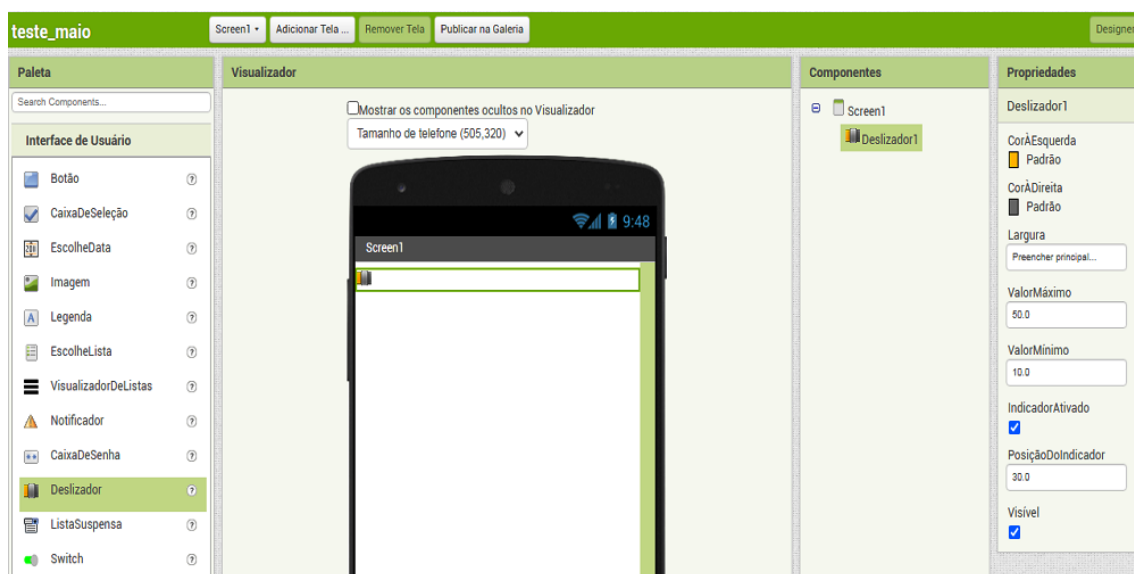 teste_maio
Screen1
Adicionar Tela ...
Remover Tela
Publicar na Galeria
Designer
Paleta
Search Components...
Interface de Usuário
Botão
CaixaDeSeleção
EscolheData
Imagem
Legenda
EscolheLista
VisualizadorDeListas
Notificador
CaixaDeSenha
Deslizador
ListaSuspensa
Switch
Visualizador
Mostrar os componentes ocultos no Visualizador
Tamanho de telefone (505,320)
9:48
Screen1
Componentes
Screen1
Deslizador1
Propriedades
Deslizador1
CorÀEsquerda
Padrão
CorÀDireita
Padrão
Largura
Preencher principal...
ValorMáximo
50.0
ValorMínimo
10.0
IndicadorAtivado
PosiçãoDoIndicador
30.0
Visível